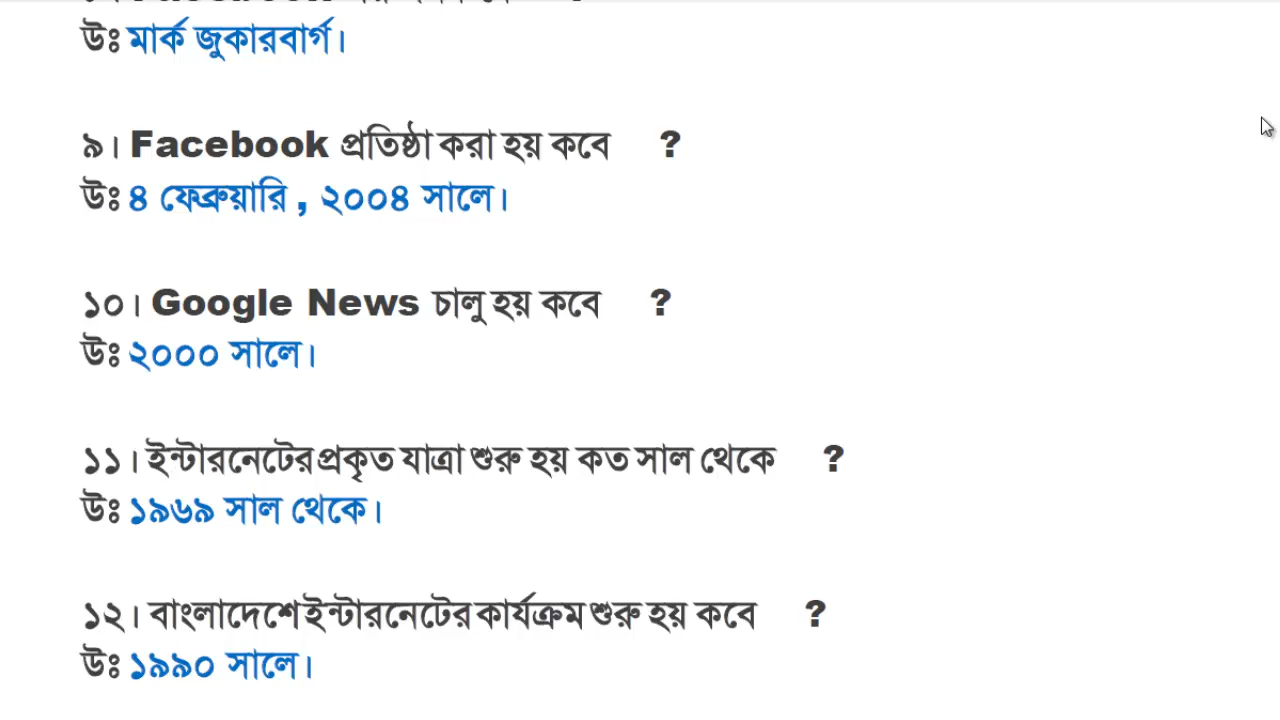 উঃ মার্ক জুকারবার্গ।
৯। Facebook প্রতিষ্ঠা করা হয় কবে ?
উঃ ৪ ফেব্রুয়ারি , ২০০৪ সালে।
১০। Google News চালু হয় কবে ?
উঃ ২০০০ সালে।
১১। ইন্টারনেটের প্রকৃত যাত্রা শুরু হয় কত সাল থেকে ?
উঃ ১৯৬৯ সাল থেকে।
১২। বাংলাদেশে ইন্টারনেটের কার্যক্রম শুরু হয় কবে ?
উঃ ১৯৯০ সালে।